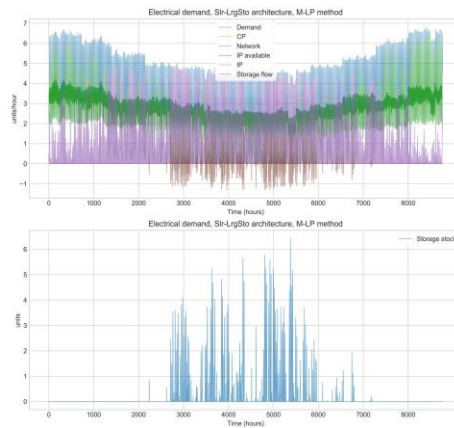 Electrical demand, Slr-LrgSto architecture, M-LP method
Demand
CP
Network
IP available
IP
Storage flow
units/hour
7
6
5
4
3
2
1
0
−1
0 1000 2000 3000 4000 5000 6000 7000 8000
Time (hours)
Electrical demand, Slr-LrgSto architecture, M-LP method
Storage stock
units
6
5
4
3
2
1
0
0 1000 2000 3000 4000 5000 6000 7000 8000
Time (hours)